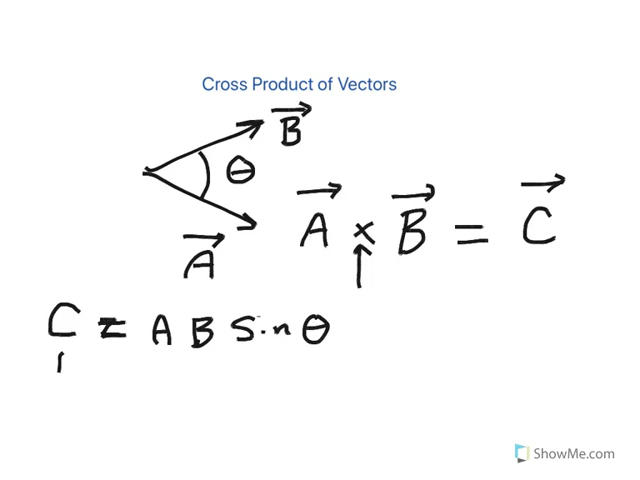 Cross Product of Vectors
B⃗
θ
A⃗
A⃗ × B⃗ = C⃗
C = A B Sin θ
ShowMe.com